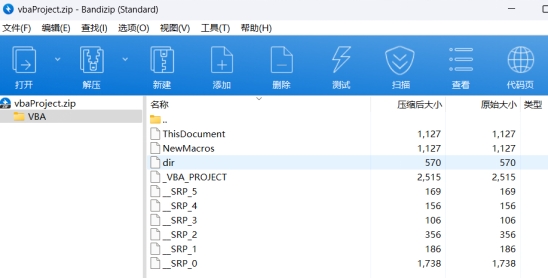 vbaProject.zip - Bandizip (Standard)
文件(F) 编辑(E) 查找(I) 选项(O) 视图(V) 工具(T) 帮助(H)
打开 解压 新建 添加 删除 测试 扫描 查看 代码页
vbaProject.zip
VBA
名称 压缩后大小 原始大小 类型
..
ThisDocument 1,127 1,127
NewMacros 1,127 1,127
dir 570 570
_VBA_PROJECT 2,515 2,515
__SRP_5 169 169
__SRP_4 156 156
__SRP_3 106 106
__SRP_2 356 356
__SRP_1 186 186
__SRP_0 1,738 1,738